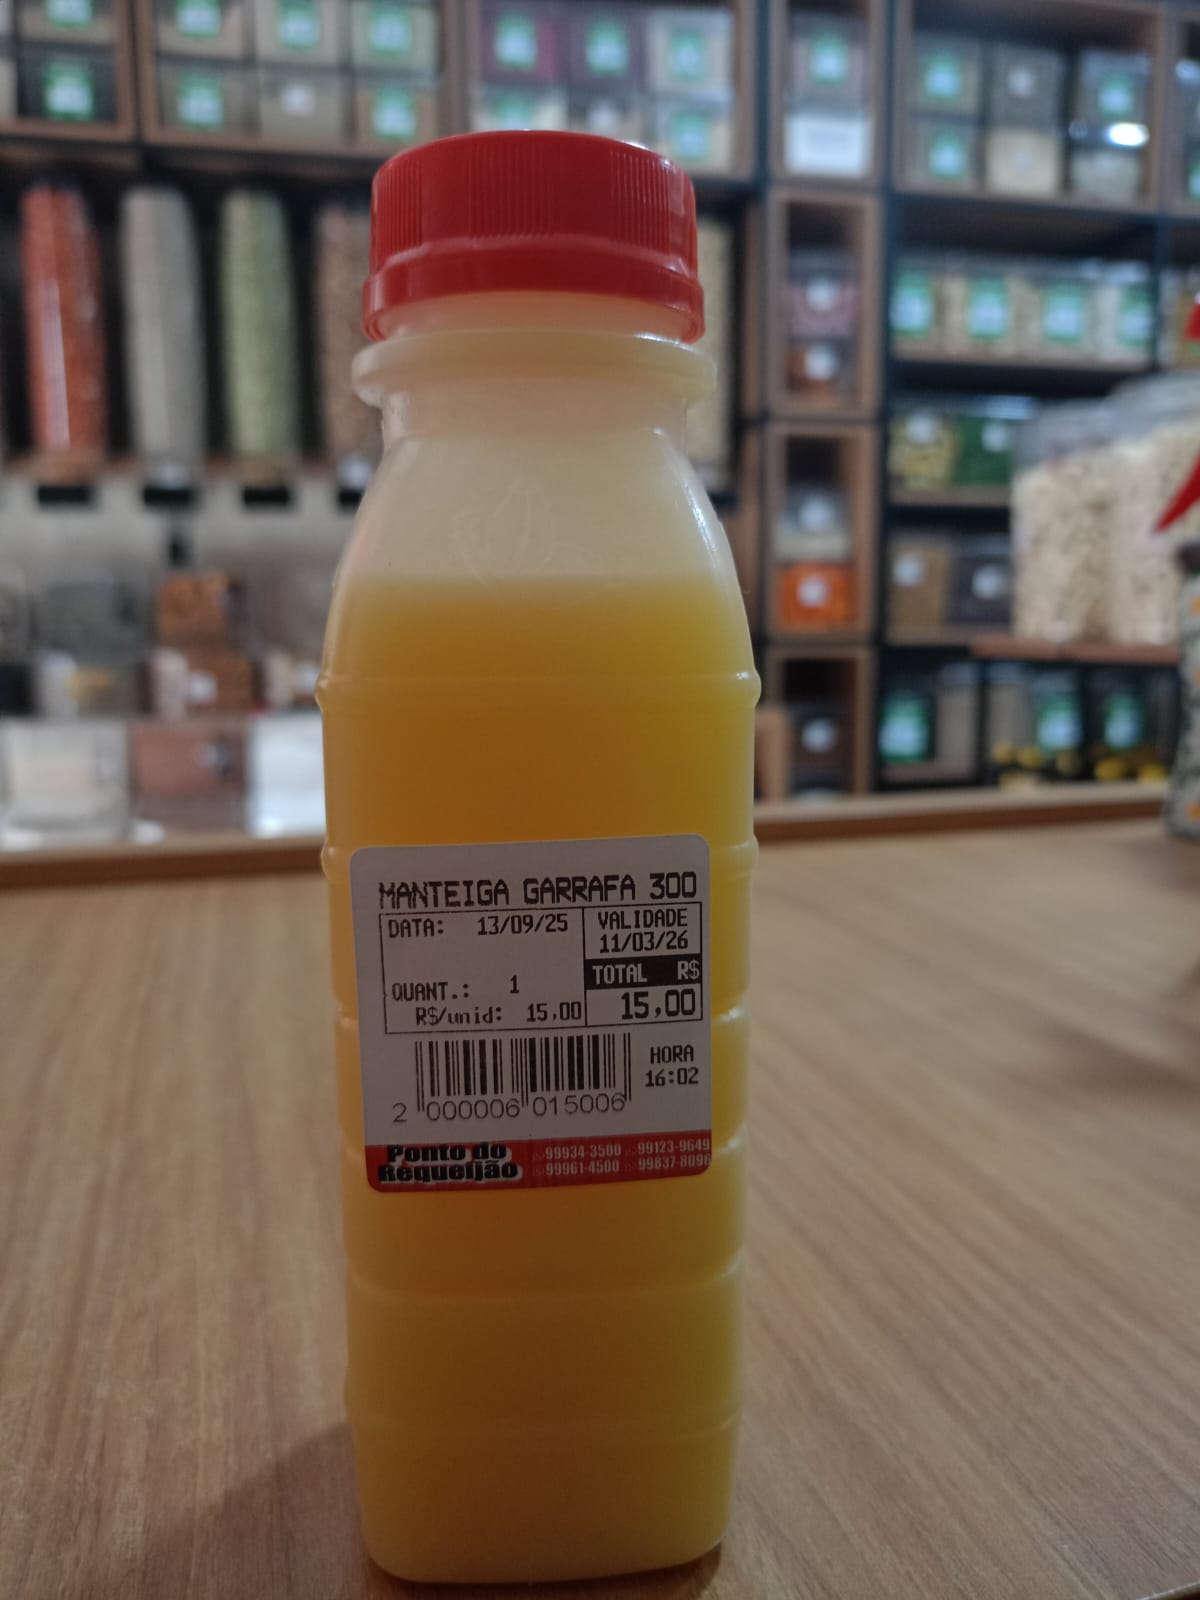 MANTEIGA GARRAFA 300
DATA: 13/09/25
VALIDADE
11/03/26
TOTAL R$
15,00
QUANT.: 1
R$/unid: 15,00
HORA
16:02
2 000006 015006
Ponto do
Requeijão
99934-3500 99123-9649
99961-4500 99837-8096